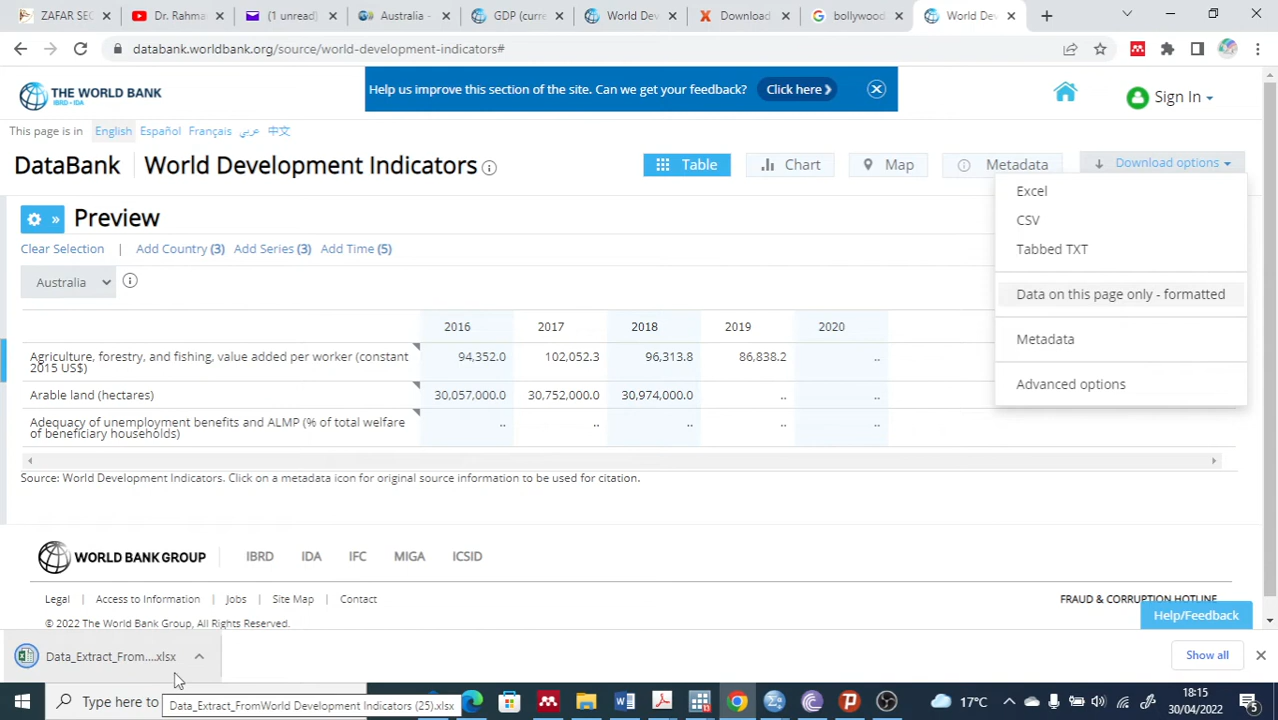 ZAFAR SEC
Dr. Rahma
(1 unread)
Australia -
GDP (curre
World Dev
Download
bollywood
World Dev
databank.worldbank.org/source/world-development-indicators#
THE WORLD BANK
IBRD • IDA
Help us improve this section of the site. Can we get your feedback?
Click here
Sign In
This page is in English Español Français عربي 中文
DataBank
World Development Indicators
Table
Chart
Map
Metadata
Download options
Excel
CSV
Tabbed TXT
Data on this page only - formatted
Metadata
Advanced options
Preview
Clear Selection | Add Country (3) Add Series (3) Add Time (5)
Australia
2016 2017 2018 2019 2020
Agriculture, forestry, and fishing, value added per worker (constant 2015 US$) 94,352.0 102,052.3 96,313.8 86,838.2 ..
Arable land (hectares) 30,057,000.0 30,752,000.0 30,974,000.0 .. ..
Adequacy of unemployment benefits and ALMP (% of total welfare of beneficiary households) .. .. .. .. ..
Source: World Development Indicators. Click on a metadata icon for original source information to be used for citation.
WORLD BANK GROUP
IBRD IDA IFC MIGA ICSID
Legal | Access to Information | Jobs | Site Map | Contact
FRAUD & CORRUPTION HOTLINE
© 2022 The World Bank Group, All Rights Reserved.
Help/Feedback
Data_Extract_From....xlsx
Show all
Type here to
Data_Extract_FromWorld Development Indicators (25).xlsx
17°C
18:15
30/04/2022
5